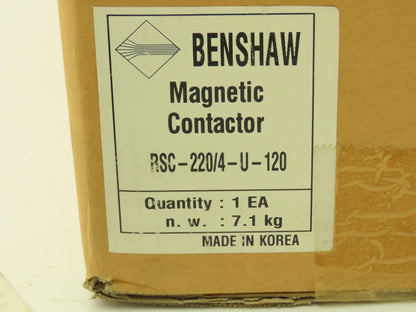 BENSHAW
Magnetic
Contactor
RSC-220/4-U-120
Quantity : 1 EA
n. w. : 7.1 kg
MADE IN KOREA